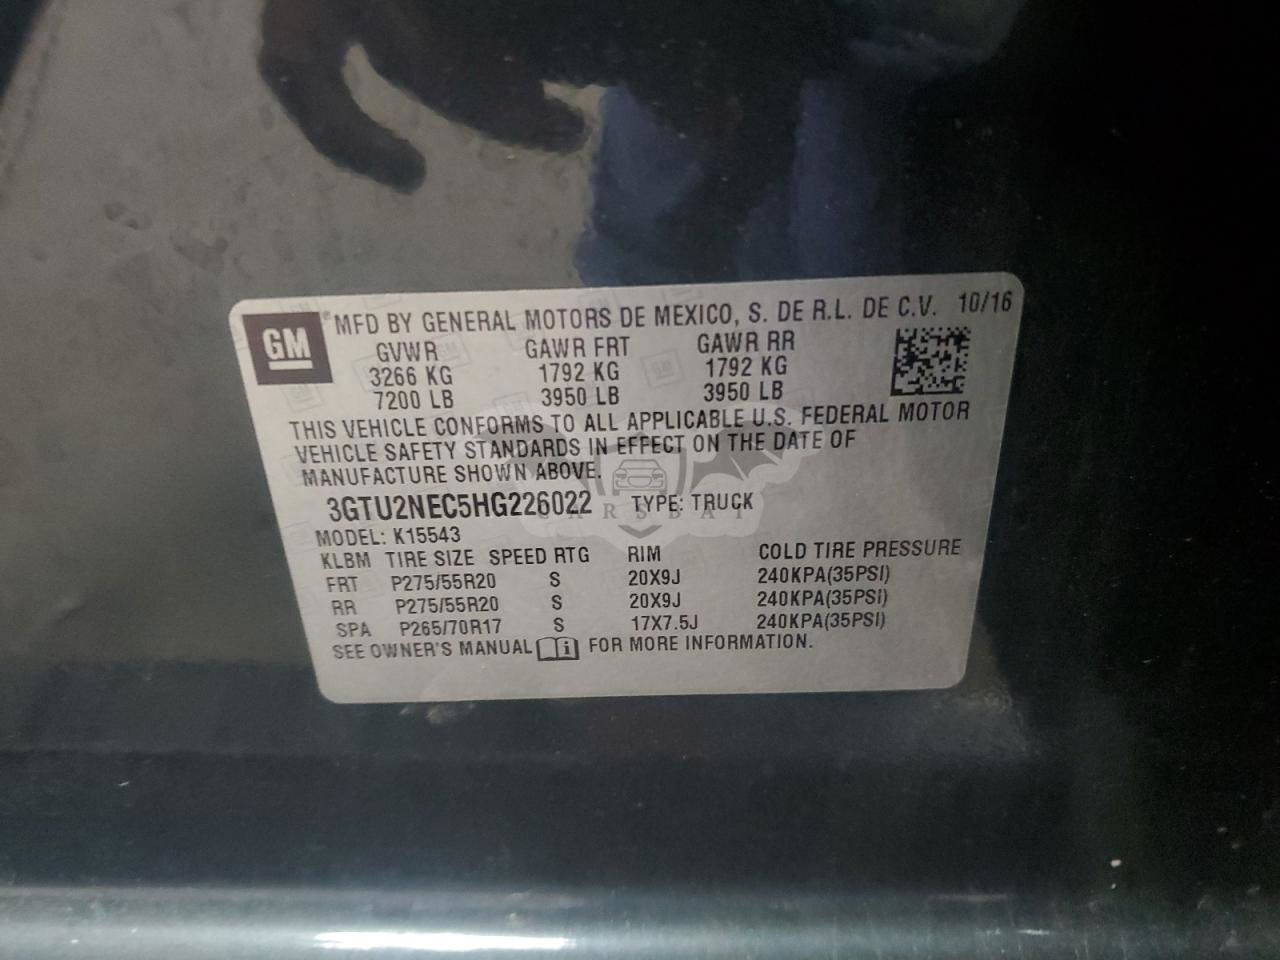 GM
MFD BY GENERAL MOTORS DE MEXICO, S. DE R.L. DE C.V. 10/16
GVWR GAWR FRT GAWR RR
3266 KG 1792 KG 1792 KG
7200 LB 3950 LB 3950 LB
THIS VEHICLE CONFORMS TO ALL APPLICABLE U.S. FEDERAL MOTOR
VEHICLE SAFETY STANDARDS IN EFFECT ON THE DATE OF
MANUFACTURE SHOWN ABOVE.
3GTU2NEC5HG226022 TYPE: TRUCK
CARSBAT
MODEL: K15543
KLBM TIRE SIZE SPEED RTG RIM COLD TIRE PRESSURE
FRT P275/55R20 S 20X9J 240KPA(35PSI)
RR P275/55R20 S 20X9J 240KPA(35PSI)
SPA P265/70R17 S 17X7.5J 240KPA(35PSI)
SEE OWNER'S MANUAL i FOR MORE INFORMATION.